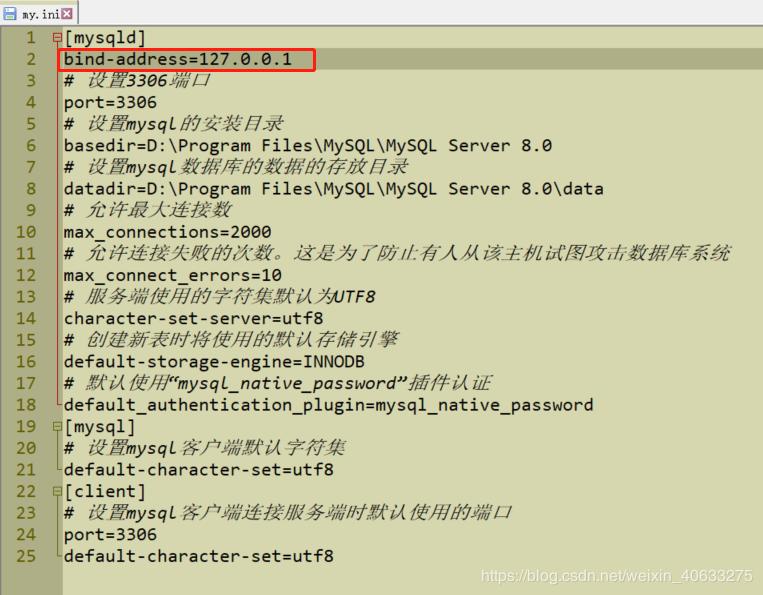 my.ini
1 [mysqld]
2 bind-address=127.0.0.1
3 # 设置3306端口
4 port=3306
5 # 设置mysql的安装目录
6 basedir=D:\Program Files\MySQL\MySQL Server 8.0
7 # 设置mysql数据库的数据的存放目录
8 datadir=D:\Program Files\MySQL\MySQL Server 8.0\data
9 # 允许最大连接数
10 max_connections=2000
11 # 允许连接失败的次数。这是为了防止有人从该主机试图攻击数据库系统
12 max_connect_errors=10
13 # 服务端使用的字符集默认为UTF8
14 character-set-server=utf8
15 # 创建新表时将使用的默认存储引擎
16 default-storage-engine=INNODB
17 # 默认使用“mysql_native_password”插件认证
18 default_authentication_plugin=mysql_native_password
19 [mysql]
20 # 设置mysql客户端默认字符集
21 default-character-set=utf8
22 [client]
23 # 设置mysql客户端连接服务端时默认使用的端口
24 port=3306
25 default-character-set=utf8
https://blog.csdn.net/weixin_40633275